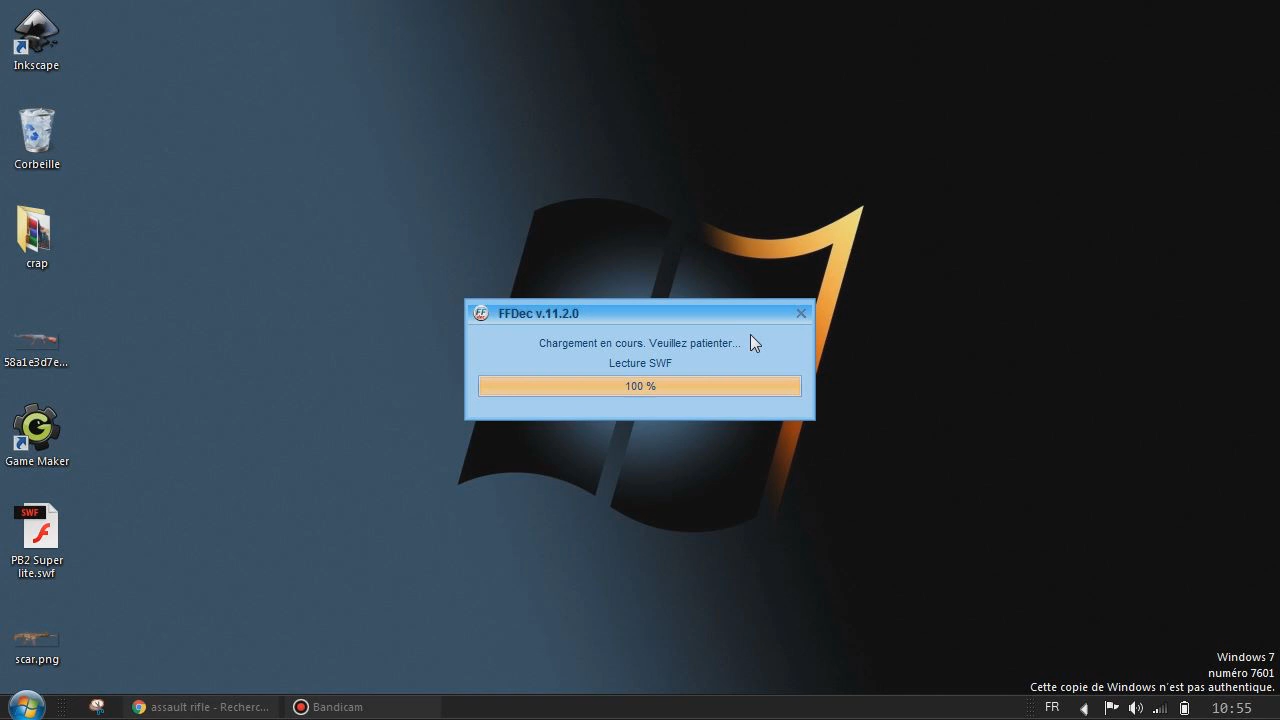 Inkscape
Corbeille
crap
58a1e3d7e...
Game Maker
SWF
PB2 Super
lite.swf
scar.png
FF
DEC
FFDec v.11.2.0
Chargement en cours. Veuillez patienter...
Lecture SWF
100 %
Windows 7
numéro 7601
Cette copie de Windows n'est pas authentique.
assault rifle - Recherc...
Bandicam
FR
10:55